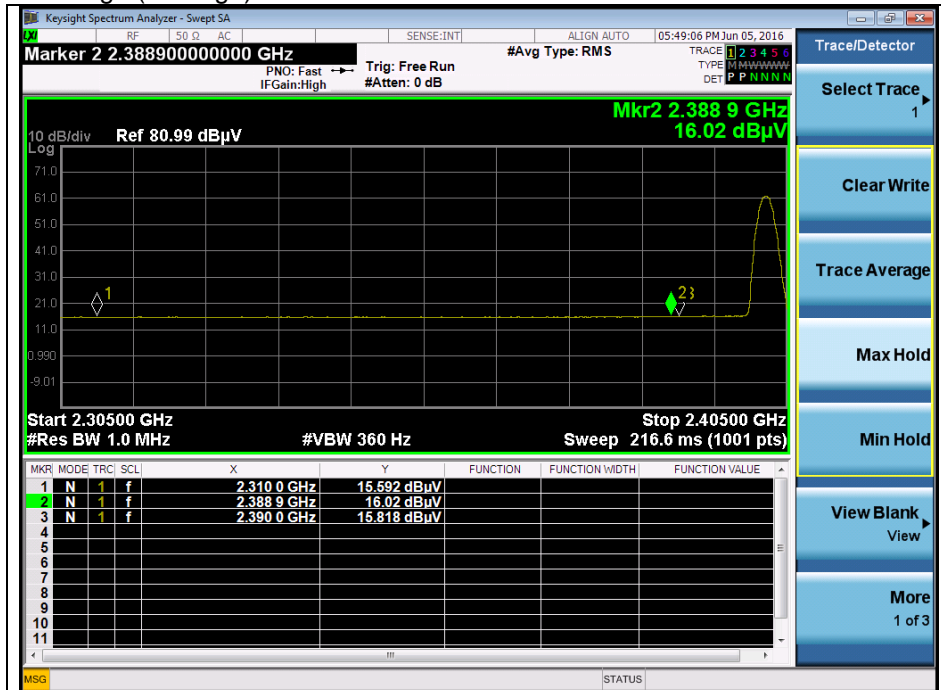 Keysight Spectrum Analyzer - Swept SA
LXI RF 50 Ω AC SENSE:INT ALIGN AUTO 05:49:06 PM Jun 05, 2016
Marker 2 2.388900000000 GHz
PNO: Fast
IFGain:High
Trig: Free Run
#Atten: 0 dB
#Avg Type: RMS
TRACE 1 2 3 4 5 6
TYPE M M W W W W
DET P P N N N N
Mkr2 2.388 9 GHz
16.02 dBµV
10 dB/div Ref 80.99 dBµV
Log
71.0
61.0
51.0
41.0
31.0
21.0
11.0
0.990
-9.01
1
2
3
Start 2.30500 GHz
Stop 2.40500 GHz
#Res BW 1.0 MHz
#VBW 360 Hz
Sweep 216.6 ms (1001 pts)
MKR MODE TRC SCL X Y FUNCTION FUNCTION WIDTH FUNCTION VALUE
1 N 1 f 2.310 0 GHz 15.592 dBµV
2 N 1 f 2.388 9 GHz 16.02 dBµV
3 N 1 f 2.390 0 GHz 15.818 dBµV
4
5
6
7
8
9
10
11
MSG STATUS
Trace/Detector
Select Trace
1
Clear Write
Trace Average
Max Hold
Min Hold
View Blank
View
More
1 of 3